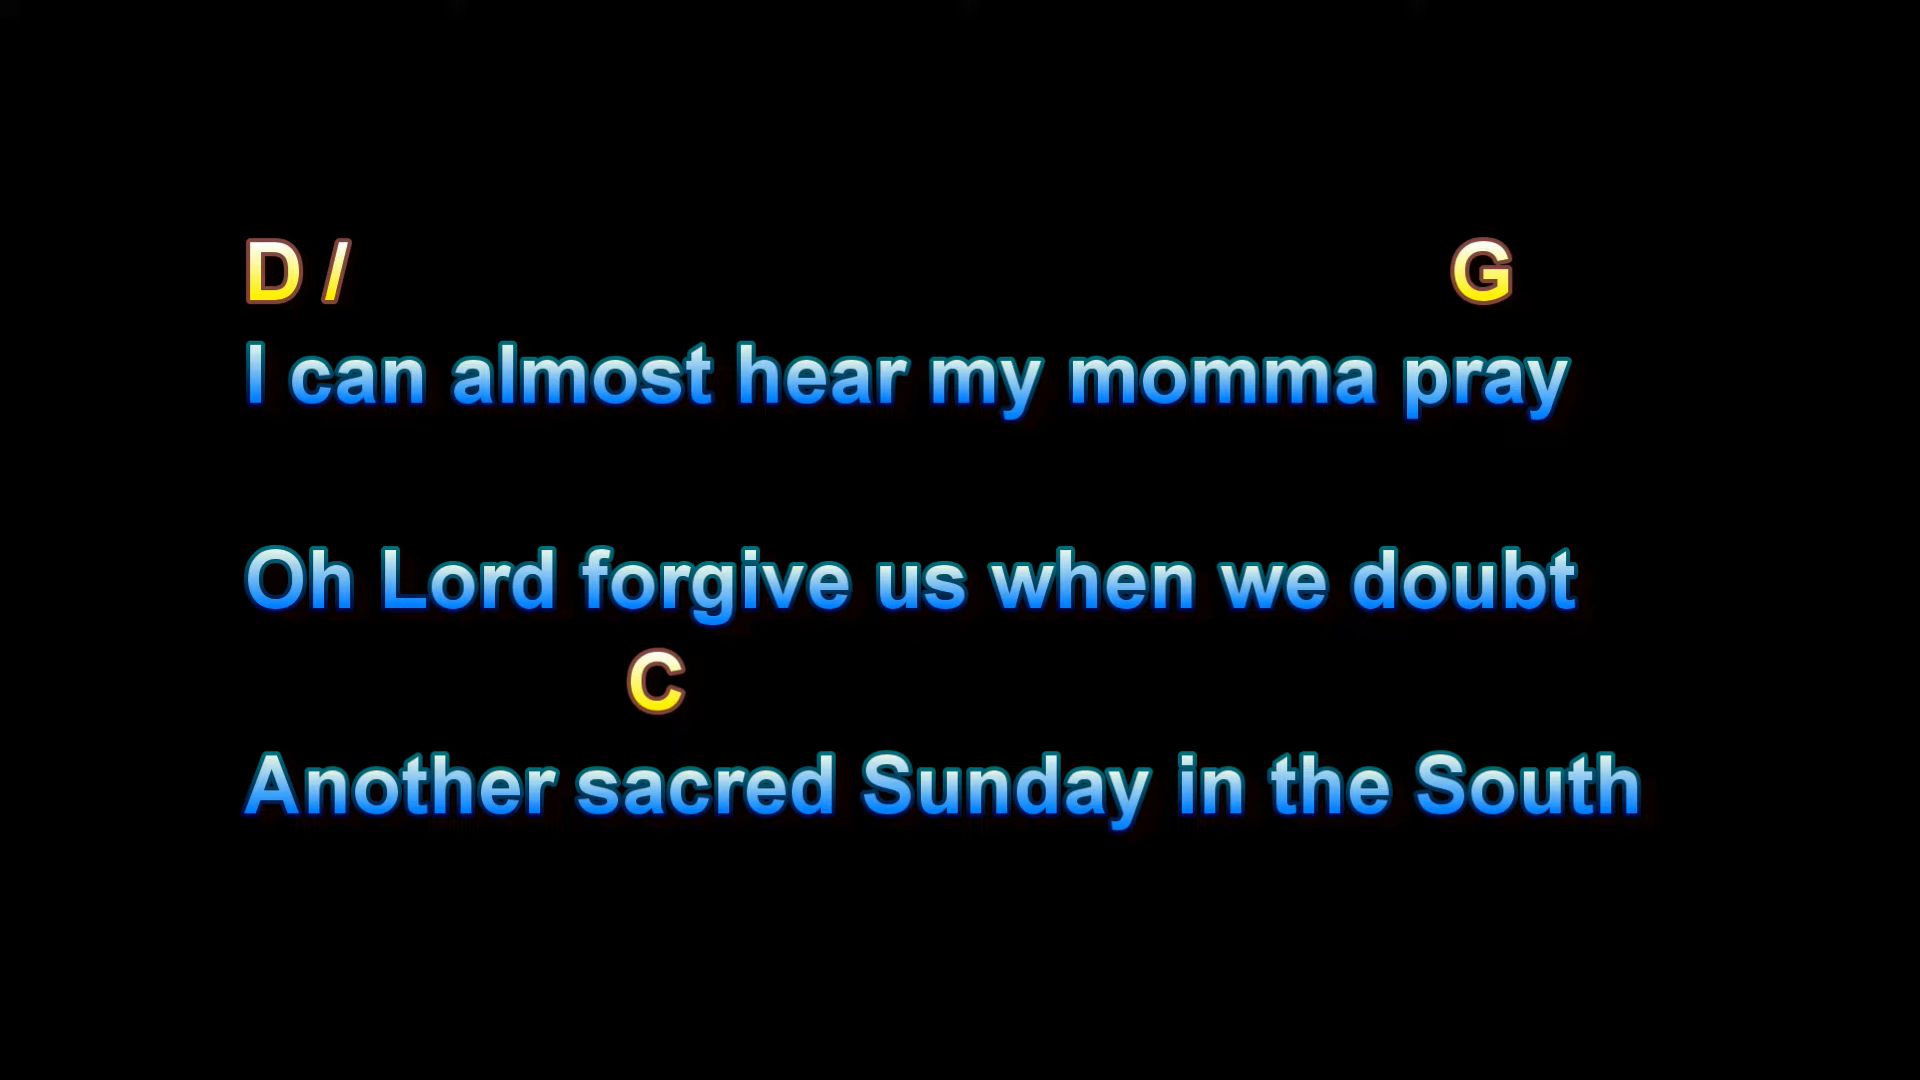 D / G
I can almost hear my momma pray
Oh Lord forgive us when we doubt
C
Another sacred Sunday in the South